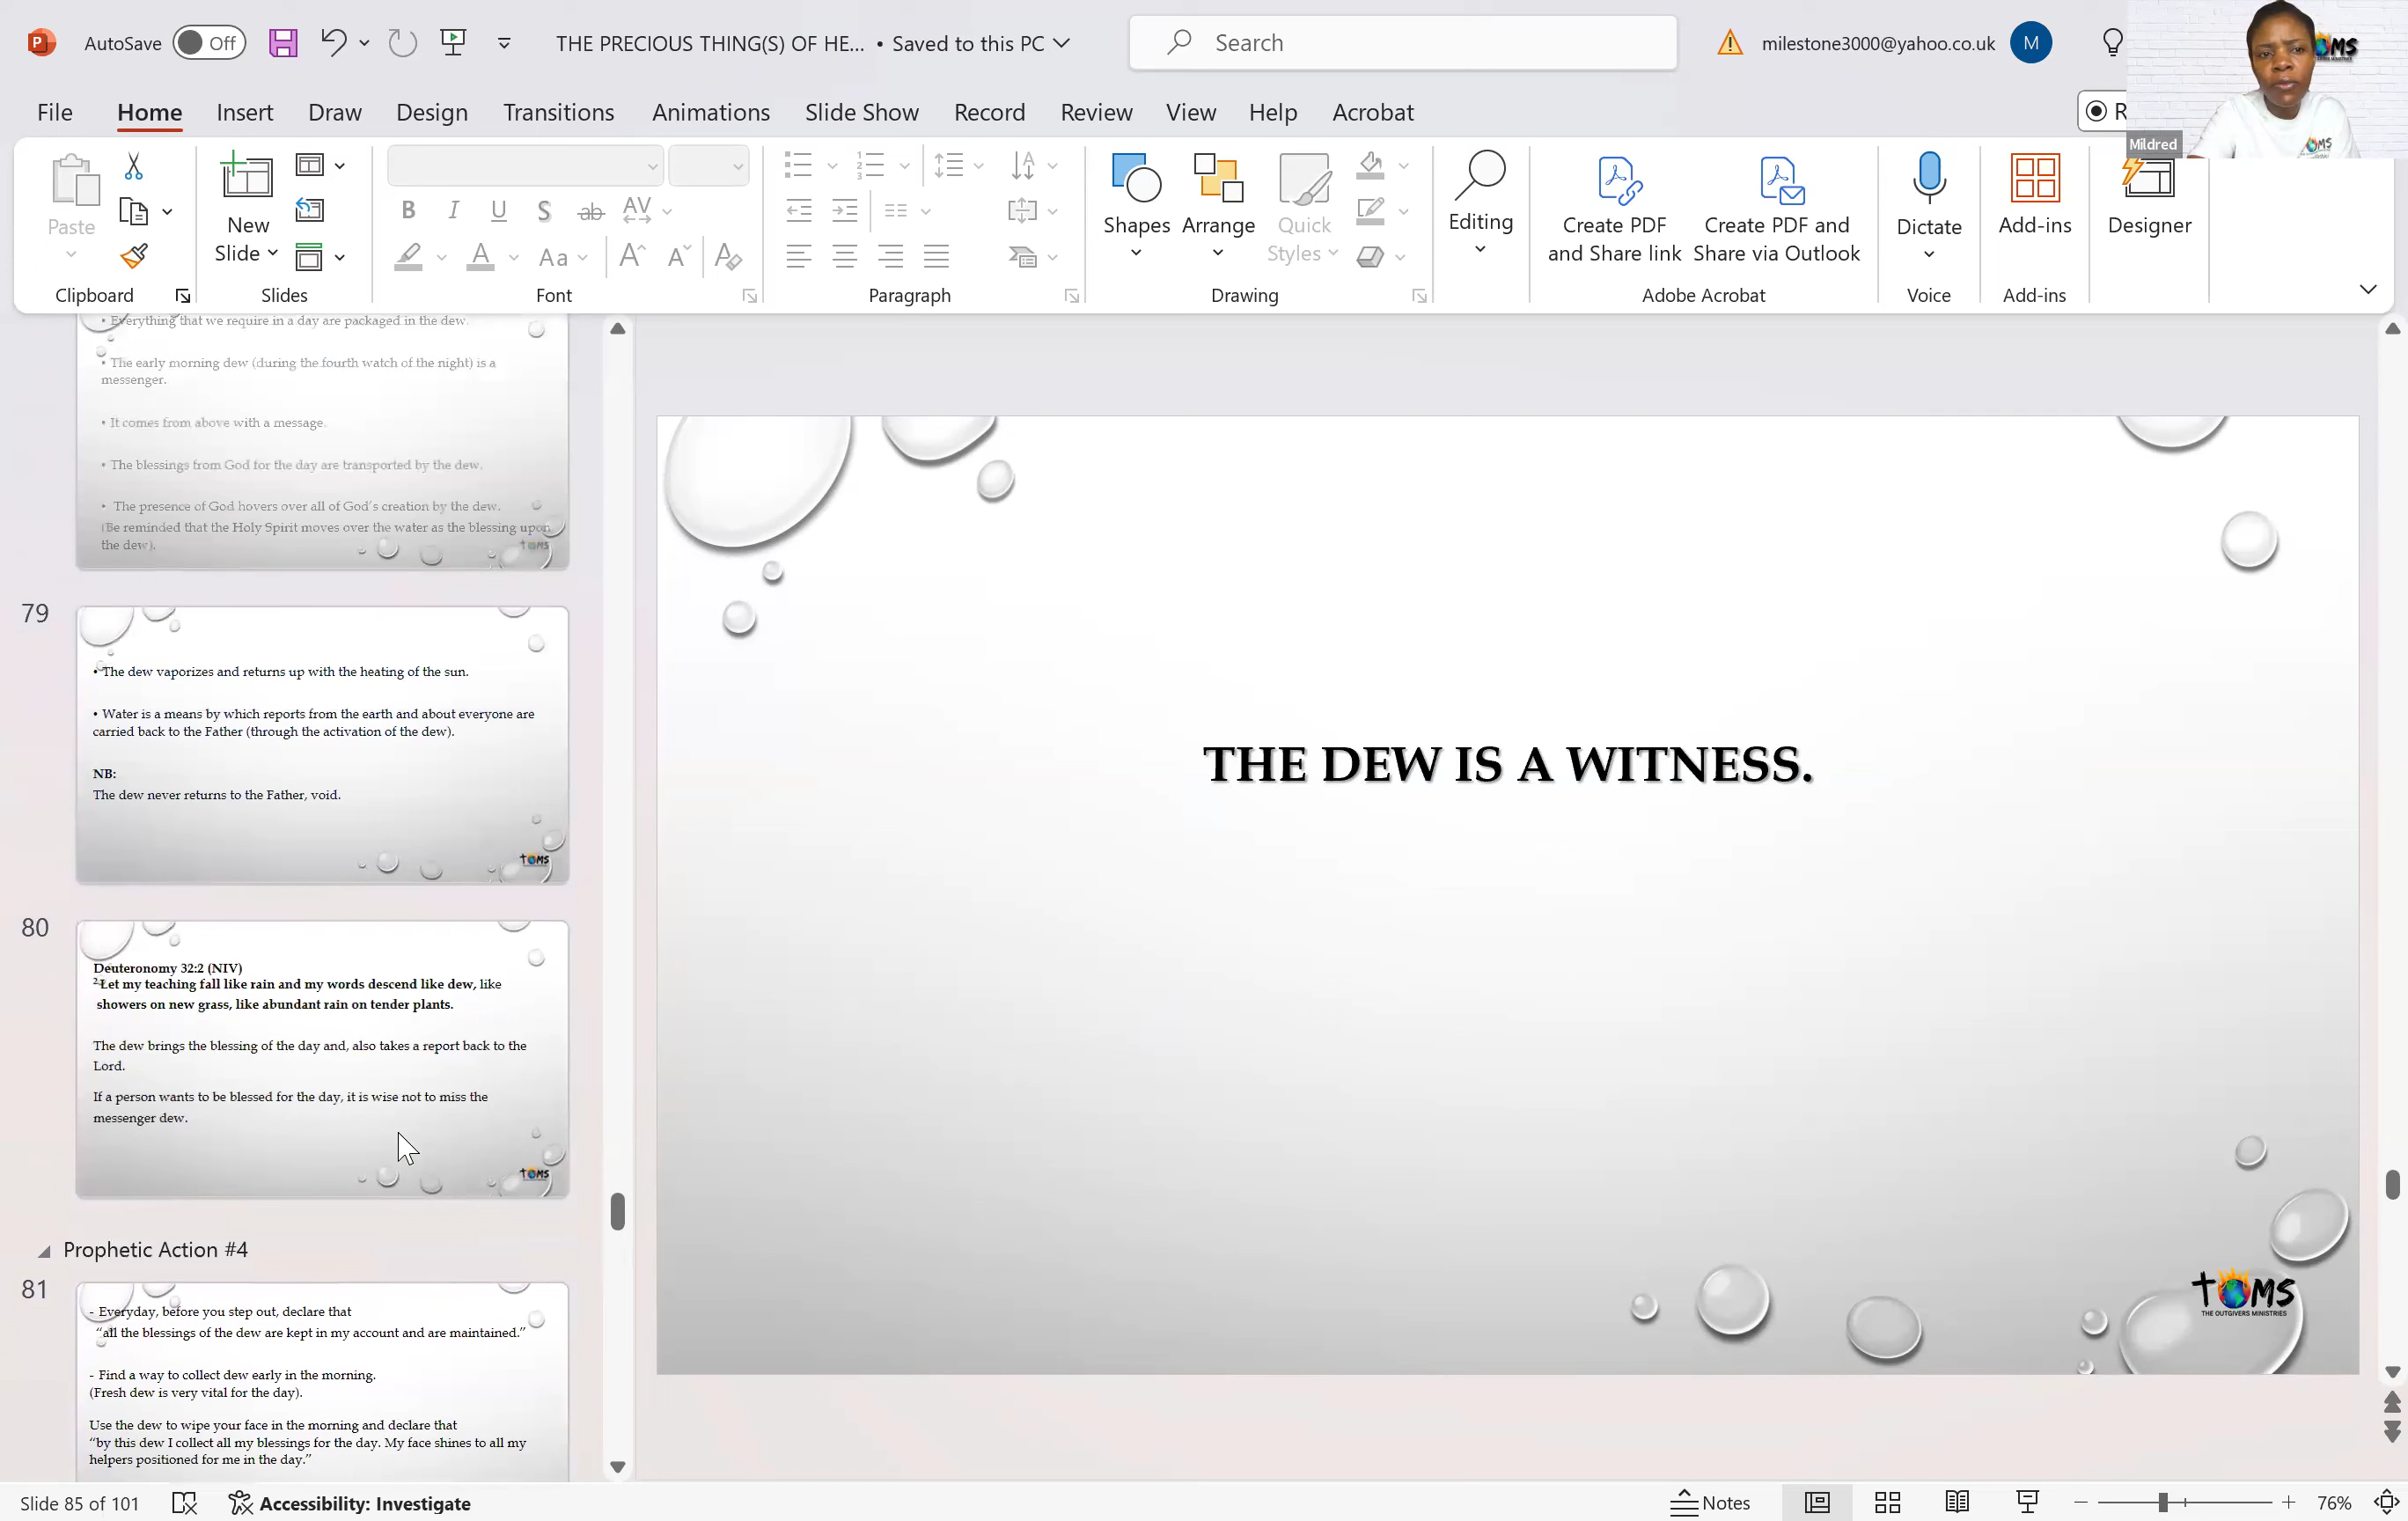 AutoSave
Off
THE PRECIOUS THING(S) OF HE... • Saved to this PC
Search
milestone3000@yahoo.co.uk
M
Mildred
File
Home
Insert
Draw
Design
Transitions
Animations
Slide Show
Record
Review
View
Help
Acrobat
Paste
New
Slide
B I U S ab AV
A Aa A A A
Shapes
Arrange
Quick
Styles
Editing
Create PDF
and Share link
Create PDF and
Share via Outlook
Dictate
Add-ins
Designer
Clipboard
Slides
Font
Paragraph
Drawing
Adobe Acrobat
Voice
Add-ins
• Everything that we require in a day are packaged in the dew.
• The early morning dew (during the fourth watch of the night) is a
messenger.
• It comes from above with a message.
• The blessings from God for the day are transported by the dew.
• The presence of God hovers over all of God's creation by the dew.
(Be reminded that the Holy Spirit moves over the water as the blessing upon
the dew).
TOMS
79
• The dew vaporizes and returns up with the heating of the sun.
• Water is a means by which reports from the earth and about everyone are
carried back to the Father (through the activation of the dew).
NB:
The dew never returns to the Father, void.
TOMS
80
Deuteronomy 32:2 (NIV)
2 Let my teaching fall like rain and my words descend like dew, like
showers on new grass, like abundant rain on tender plants.
The dew brings the blessing of the day and, also takes a report back to the
Lord.
If a person wants to be blessed for the day, it is wise not to miss the
messenger dew.
TOMS
Prophetic Action #4
81
- Everyday, before you step out, declare that
“all the blessings of the dew are kept in my account and are maintained.”
- Find a way to collect dew early in the morning.
(Fresh dew is very vital for the day).
Use the dew to wipe your face in the morning and declare that
“by this dew I collect all my blessings for the day. My face shines to all my
helpers positioned for me in the day.”
THE DEW IS A WITNESS.
TOMS
THE OUTGIVERS MINISTRIES
Slide 85 of 101
Accessibility: Investigate
Notes
76%